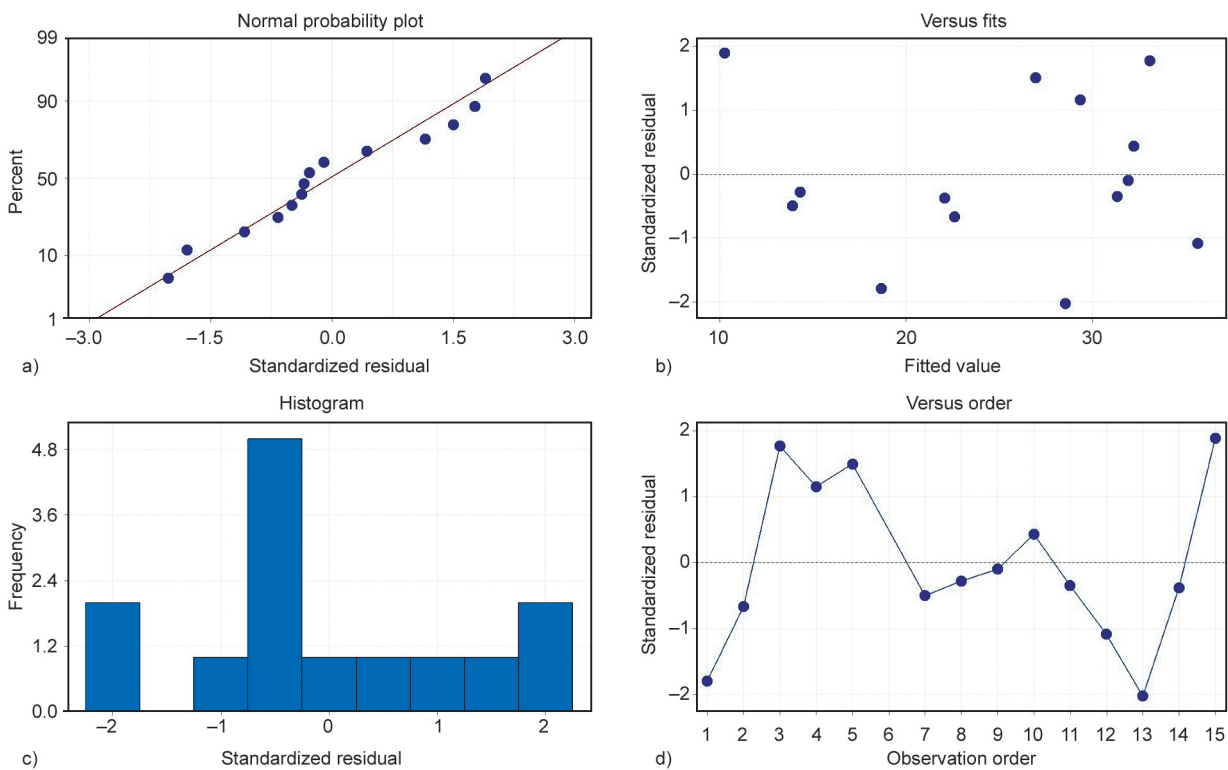 Normal probability plot
99
90
50
10
1
Percent
–3.0 –1.5 0.0 1.5 3.0
a) Standardized residual
Versus fits
2
1
0
–1
–2
Standardized residual
10 20 30
b) Fitted value
Histogram
4.8
3.6
2.4
1.2
0.0
Frequency
–2 –1 0 1 2
c) Standardized residual
Versus order
2
1
0
–1
–2
Standardized residual
1 2 3 4 5 6 7 8 9 10 11 12 13 14 15
d) Observation order